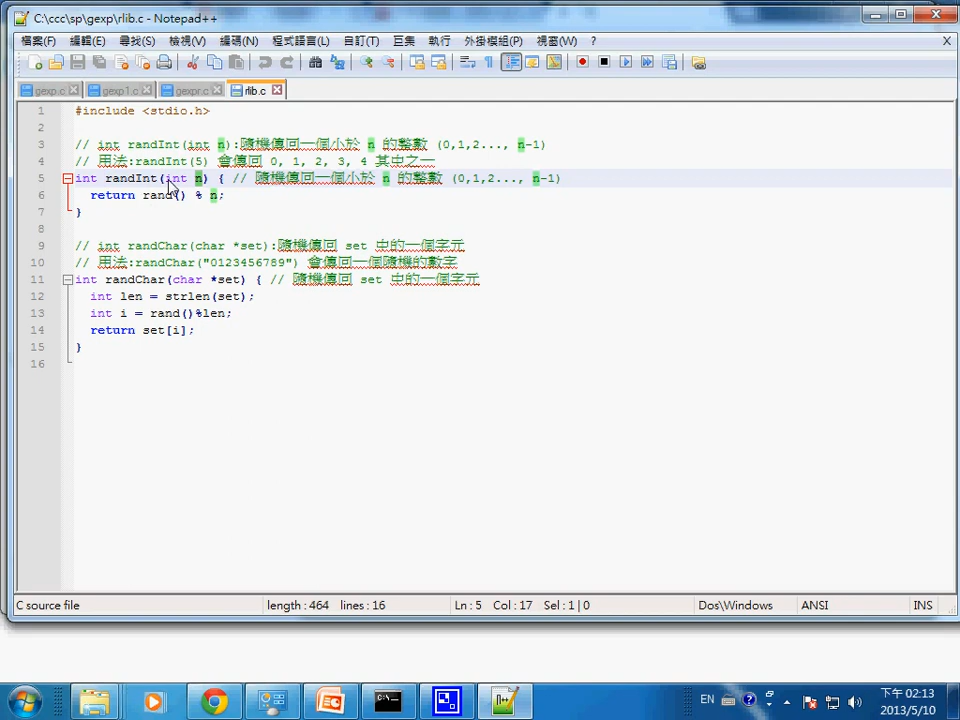 C:\ccc\sp\gexp\rlib.c - Notepad++
檔案(F) 編輯(E) 尋找(S) 檢視(V) 編碼(N) 程式語言(L) 自訂(T) 巨集 執行 外掛模組(P) 視窗(W) ? X
gexp.c gexp1.c gexpr.c rlib.c
1 #include <stdio.h>
2
3 // int randInt(int n):隨機傳回一個小於 n 的整數 (0,1,2..., n-1)
4 // 用法:randInt(5) 會傳回 0, 1, 2, 3, 4 其中之一
5 int randInt(int n) { // 隨機傳回一個小於 n 的整數 (0,1,2..., n-1)
6 return rand() % n;
7 }
8
9 // int randChar(char *set):隨機傳回 set 中的一個字元
10 // 用法:randChar("0123456789") 會傳回一個隨機的數字
11 int randChar(char *set) { // 隨機傳回 set 中的一個字元
12 int len = strlen(set);
13 int i = rand()%len;
14 return set[i];
15 }
16
C source file length : 464 lines : 16 Ln : 5 Col : 17 Sel : 1 | 0 Dos\Windows ANSI INS
EN 下午 02:13
2013/5/10